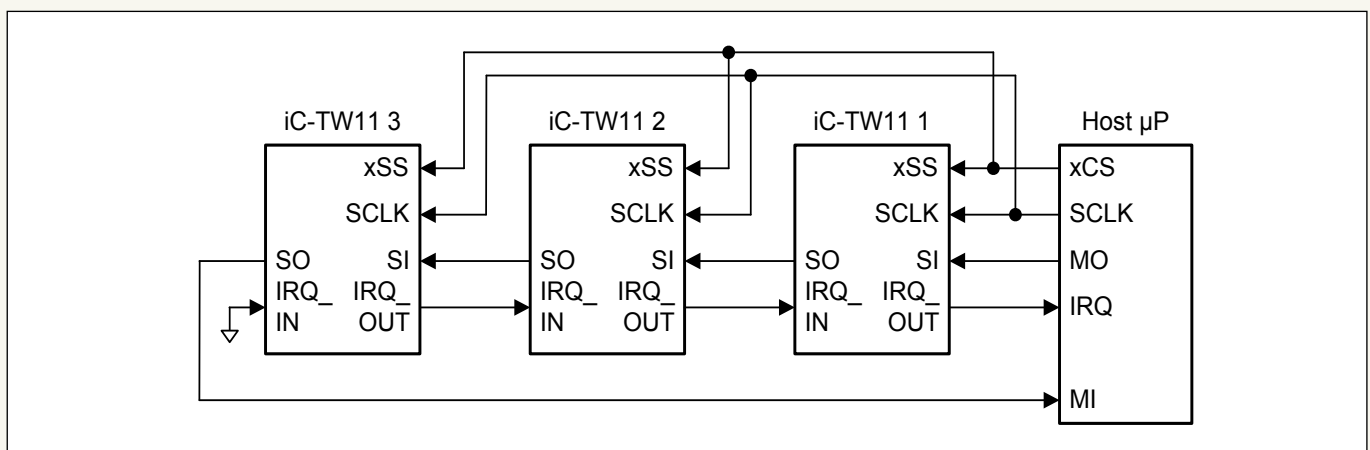 iC-TW11 3 iC-TW11 2 iC-TW11 1 Host µP
xSS xSS xSS xCS
SCLK SCLK SCLK SCLK
SO SI SO SI SO SI MO
IRQ_ IRQ_ IRQ_ IRQ_ IRQ_ IRQ_ IRQ
IN OUT IN OUT IN OUT
MI